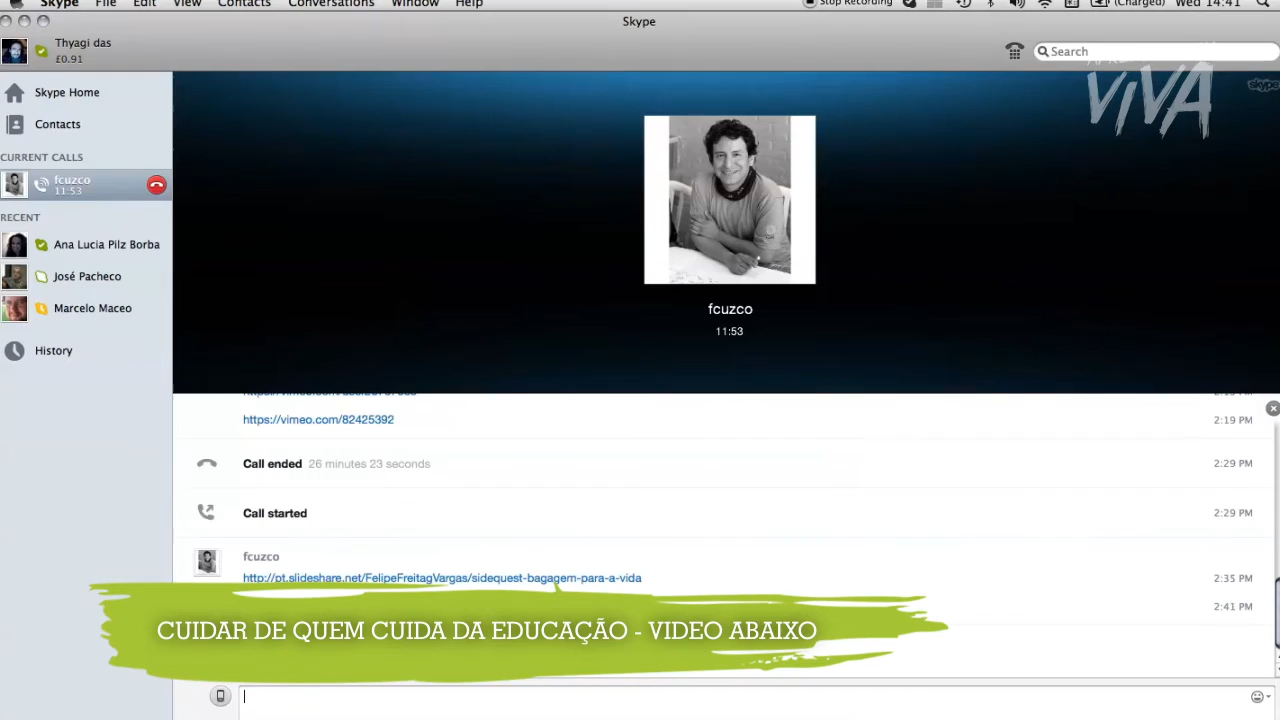 Skype File Edit View Contacts Conversations Window Help Stop Recording (Charged) Wed 14:41
Skype
Thyagi das
£0.91
Search
VIVA
skype
Skype Home
Contacts
CURRENT CALLS
fcuzco
11:53
RECENT
Ana Lucia Pilz Borba
José Pacheco
Marcelo Maceo
History
fcuzco
11:53
https://vimeo.com/82425392 2:19 PM
Call ended 26 minutes 23 seconds 2:29 PM
Call started 2:29 PM
fcuzco
http://pt.slideshare.net/FelipeFreitagVargas/sidequest-bagagem-para-a-vida 2:35 PM
2:41 PM
CUIDAR DE QUEM CUIDA DA EDUCAÇÃO - VIDEO ABAIXO